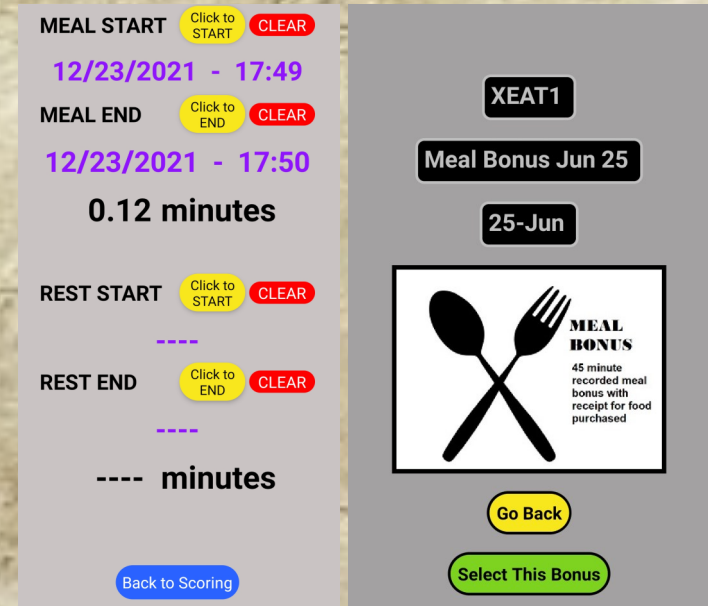 MEAL START
Click to
START
CLEAR
12/23/2021 - 17:49
MEAL END
Click to
END
CLEAR
12/23/2021 - 17:50
0.12 minutes
REST START
Click to
START
CLEAR
----
REST END
Click to
END
CLEAR
----
---- minutes
Back to Scoring
XEAT1
Meal Bonus Jun 25
25-Jun
MEAL
BONUS
45 minute
recorded meal
bonus with
receipt for food
purchased
Go Back
Select This Bonus